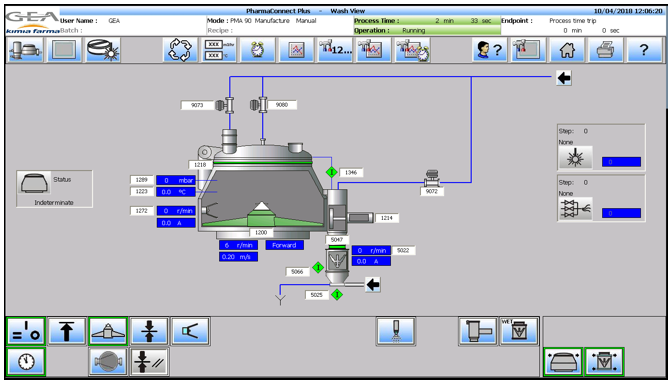 PharmaConnect Plus - Wash View
10/04/2018 12:06:20
GEA
kimia farma
User Name : GEA
Batch :
Mode : PMA 90 Manufacture Manual
Recipe :
Process Time : 2 min 33 sec
Operation : Running
Endpoint : Process time trip
0 min 0 sec
XXX
XXX °C
12...
?
?
9073
9080
1218
1346
1289
0 mbar
1223
0.0 ºC
1272
0 r/min
0.0 A
9072
1214
1200
6 r/min
Forward
0.20 m/s
5047
0 r/min
5022
0.0 A
5066
5025
I
I
I
Status
Indeterminate
Step: 0
None
0
Step: 0
None
0
WET